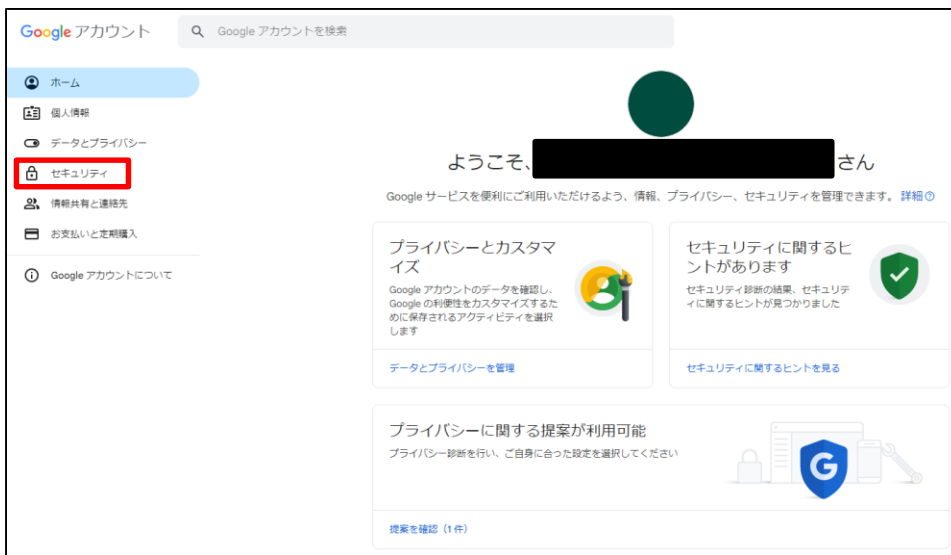 Google アカウント
Google アカウントを検索
ホーム
個人情報
データとプライバシー
セキュリティ
情報共有と連絡先
お支払いと定期購入
Google アカウントについて
ようこそ、 さん
Google サービスを便利にご利用いただけるよう、情報、プライバシー、セキュリティを管理できます。 詳細
プライバシーとカスタマ
イズ
Google アカウントのデータを確認し、
Google の利便性をカスタマイズするた
めに保存されるアクティビティを選択
します
データとプライバシーを管理
セキュリティに関するヒ
ントがあります
セキュリティ診断の結果、セキュリテ
ィに関するヒントが見つかりました
セキュリティに関するヒントを見る
プライバシーに関する提案が利用可能
プライバシー診断を行い、ご自身に合った設定を選択してください
G
提案を確認（1 件）